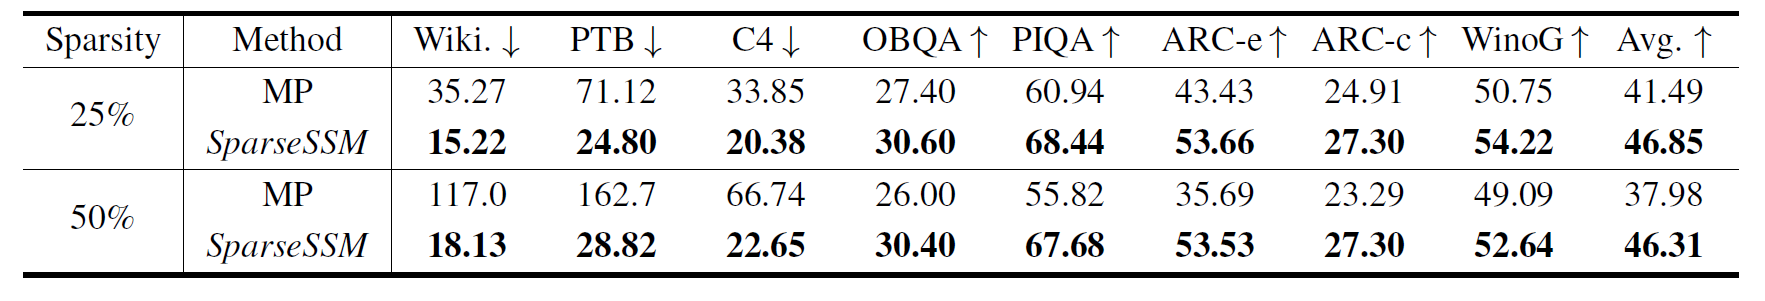 Sparsity Method Wiki. ↓ PTB ↓ C4 ↓ OBQA ↑ PIQA ↑ ARC-e ↑ ARC-c ↑ WinoG ↑ Avg. ↑
25% MP 35.27 71.12 33.85 27.40 60.94 43.43 24.91 50.75 41.49
SparseSSM 15.22 24.80 20.38 30.60 68.44 53.66 27.30 54.22 46.85
50% MP 117.0 162.7 66.74 26.00 55.82 35.69 23.29 49.09 37.98
SparseSSM 18.13 28.82 22.65 30.40 67.68 53.53 27.30 52.64 46.31